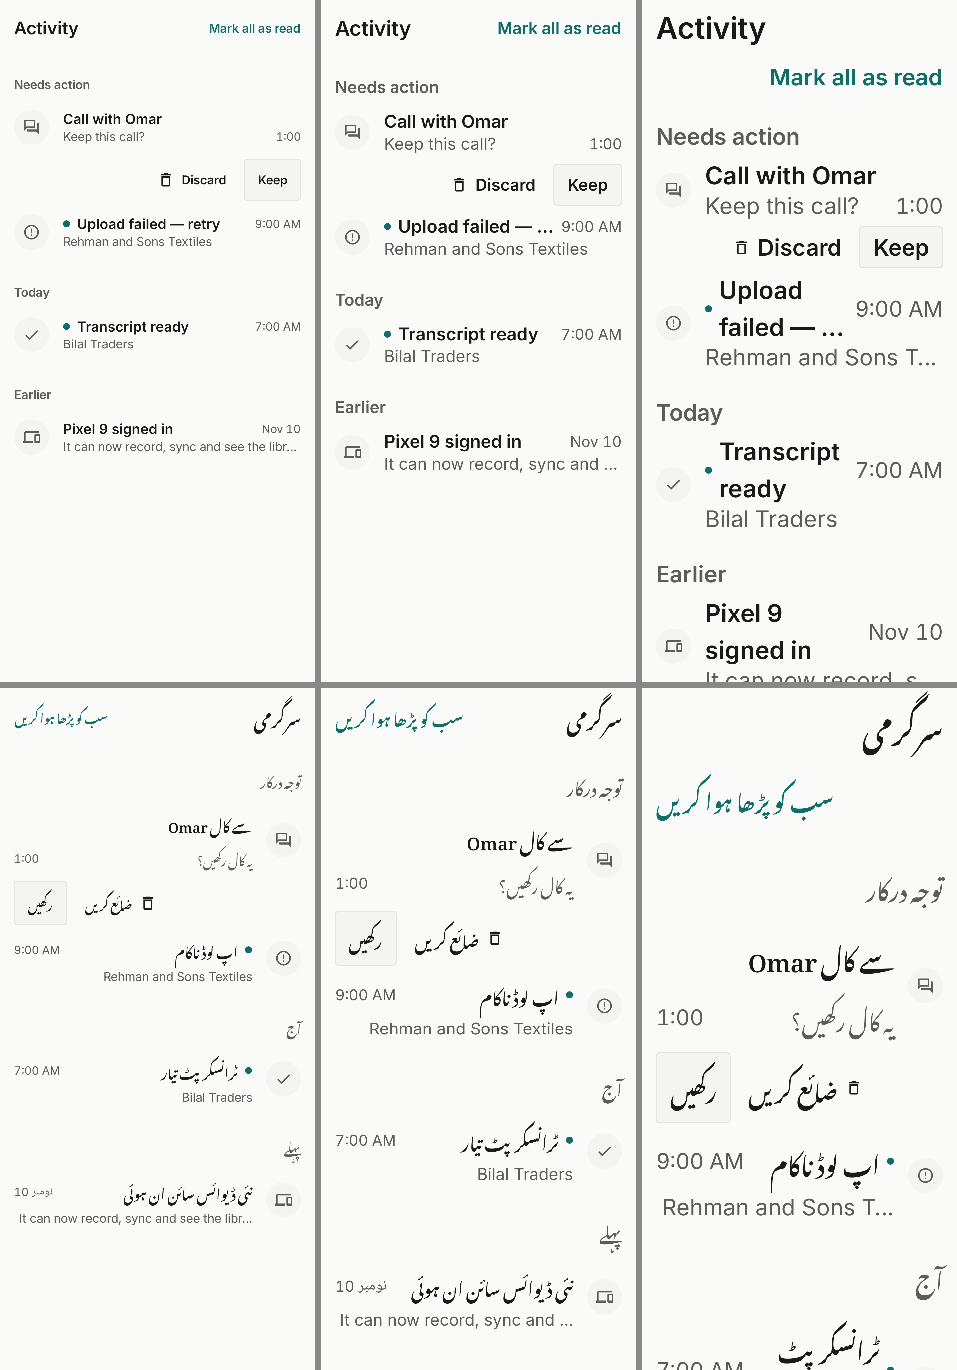 Activity
Mark all as read
Needs action
Call with Omar
Keep this call?
1:00
Discard
Keep
Upload failed — retry
9:00 AM
Rehman and Sons Textiles
Today
Transcript ready
7:00 AM
Bilal Traders
Earlier
Pixel 9 signed in
Nov 10
It can now record, sync and see the libr...
Activity
Mark all as read
Needs action
Call with Omar
Keep this call?
1:00
Discard
Keep
Upload failed — ...
9:00 AM
Rehman and Sons Textiles
Today
Transcript ready
7:00 AM
Bilal Traders
Earlier
Pixel 9 signed in
Nov 10
It can now record, sync and ...
Activity
Mark all as read
Needs action
Call with Omar
Keep this call?
1:00
Discard
Keep
Upload
failed — ...
9:00 AM
Rehman and Sons T...
Today
Transcript
ready
7:00 AM
Bilal Traders
Earlier
Pixel 9
signed in
Nov 10
It can now record, s...
سرگرمی
سب کو پڑھا ہوا کریں
توجہ درکار
Omar سے کال
یہ کال رکھیں؟
1:00
ضائع کریں
رکھیں
اپ لوڈ ناکام
9:00 AM
Rehman and Sons Textiles
آج
ٹرانسکرپٹ تیار
7:00 AM
Bilal Traders
پہلے
نئی ڈیوائس سائن ان ہوئی
10 نومبر
It can now record, sync and see the libr...
سرگرمی
سب کو پڑھا ہوا کریں
توجہ درکار
Omar سے کال
یہ کال رکھیں؟
1:00
ضائع کریں
رکھیں
اپ لوڈ ناکام
9:00 AM
Rehman and Sons Textiles
آج
ٹرانسکرپٹ تیار
7:00 AM
Bilal Traders
پہلے
نئی ڈیوائس سائن ان ہوئی
10 نومبر
It can now record, sync and ...
سرگرمی
سب کو پڑھا ہوا کریں
توجہ درکار
Omar سے کال
یہ کال رکھیں؟
1:00
ضائع کریں
رکھیں
اپ لوڈ ناکام
9:00 AM
Rehman and Sons T...
آج
ٹرانسکرپٹ
7:00 AM